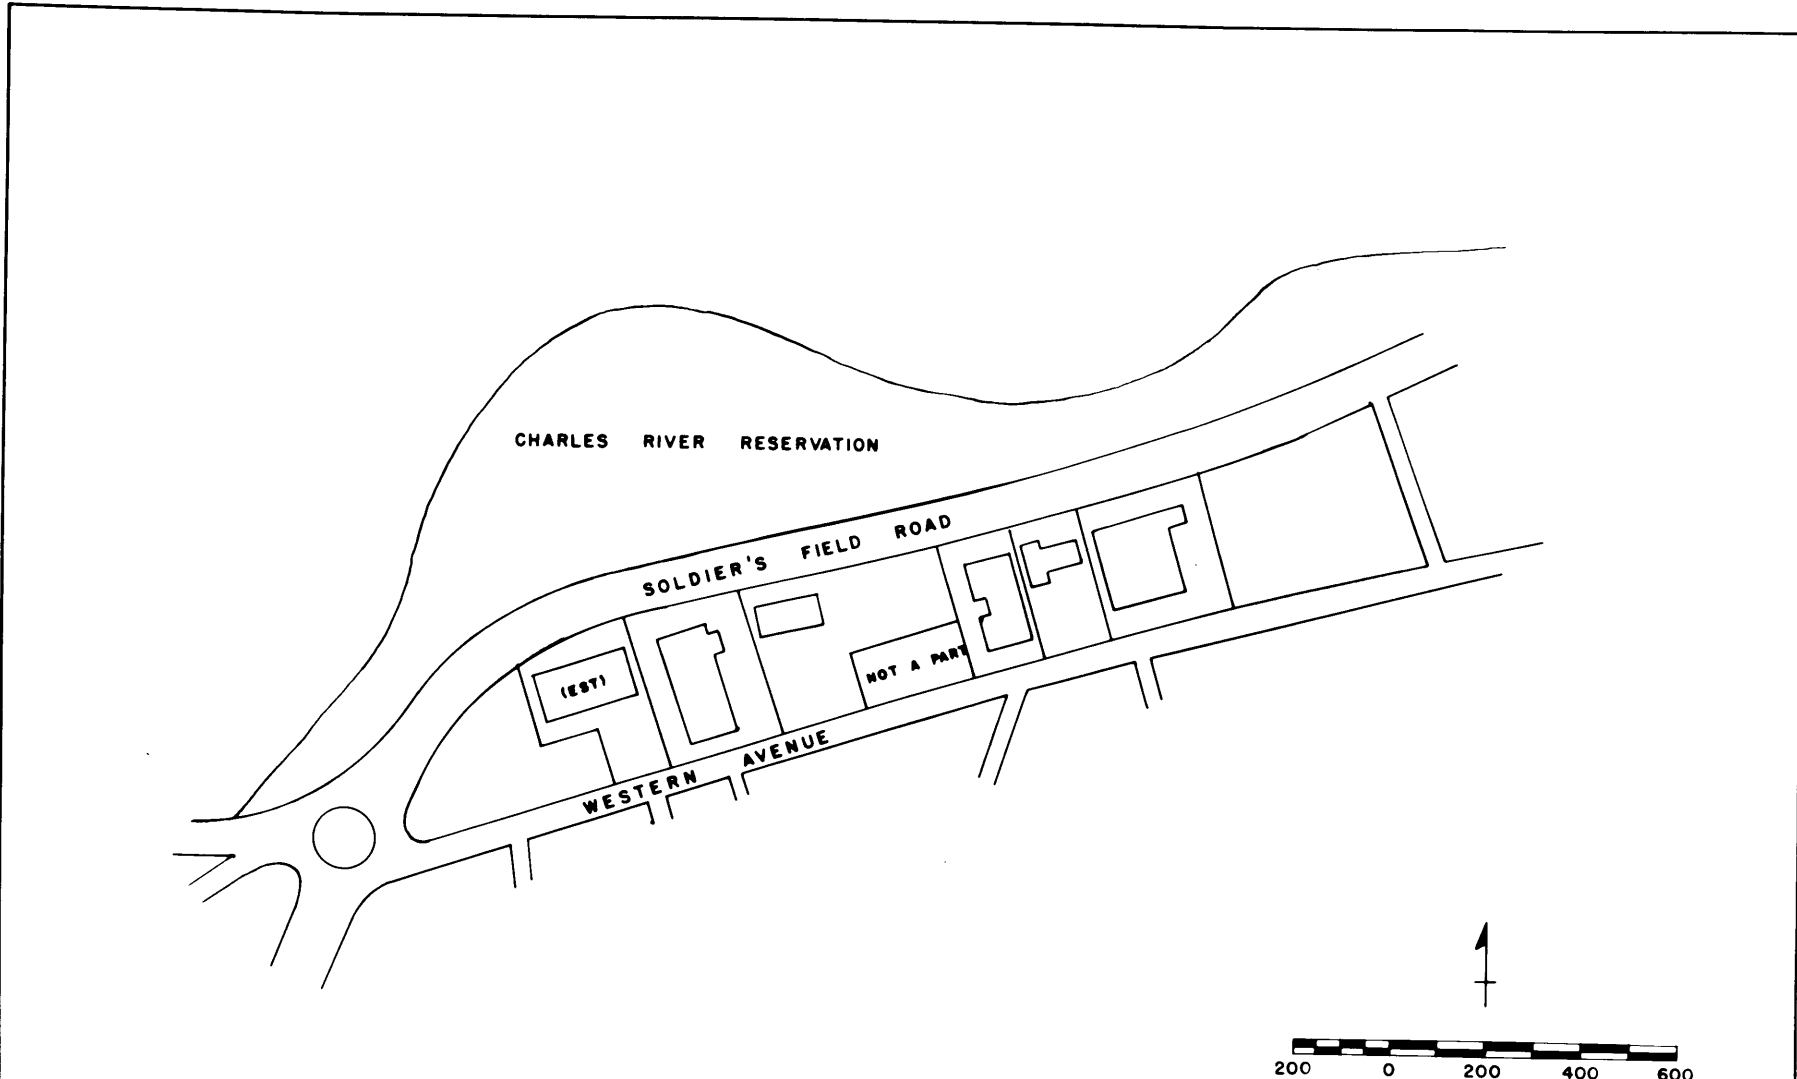 CHARLES RIVER RESERVATION
SOLDIER'S FIELD ROAD
(EST)
NOT A PART
WESTERN AVENUE
200 0 200 400 600